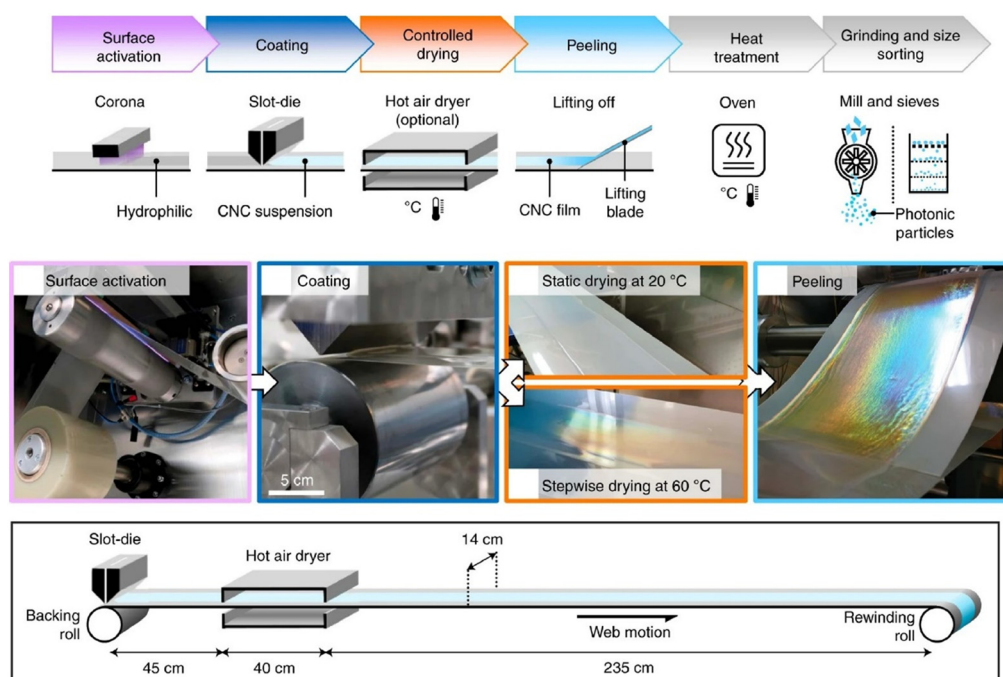 Surface
activation
Coating
Controlled
drying
Peeling
Heat
treatment
Grinding and size
sorting
Corona
Slot-die
Hot air dryer
(optional)
Lifting off
Oven
Mill and sieves
Hydrophilic
CNC suspension
°C
CNC film
Lifting
blade
°C
Photonic
particles
Surface activation
Coating
5 cm
Static drying at 20 °C
Stepwise drying at 60 °C
Peeling
Slot-die
Hot air dryer
14 cm
Backing
roll
Web motion
Rewinding
roll
45 cm
40 cm
235 cm